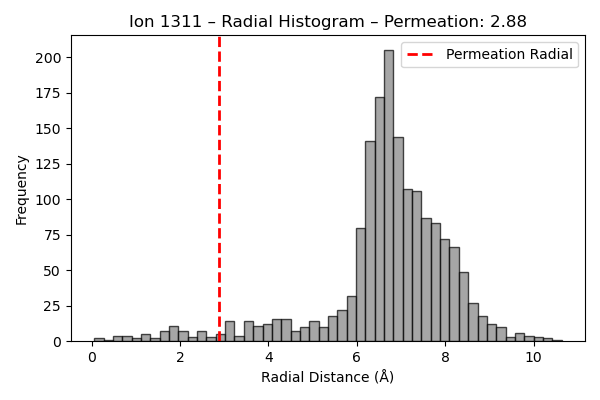 Ion 1311 – Radial Histogram – Permeation: 2.88
Permeation Radial
Frequency
200
175
150
125
100
75
50
25
0
0 2 4 6 8 10
Radial Distance (Å)